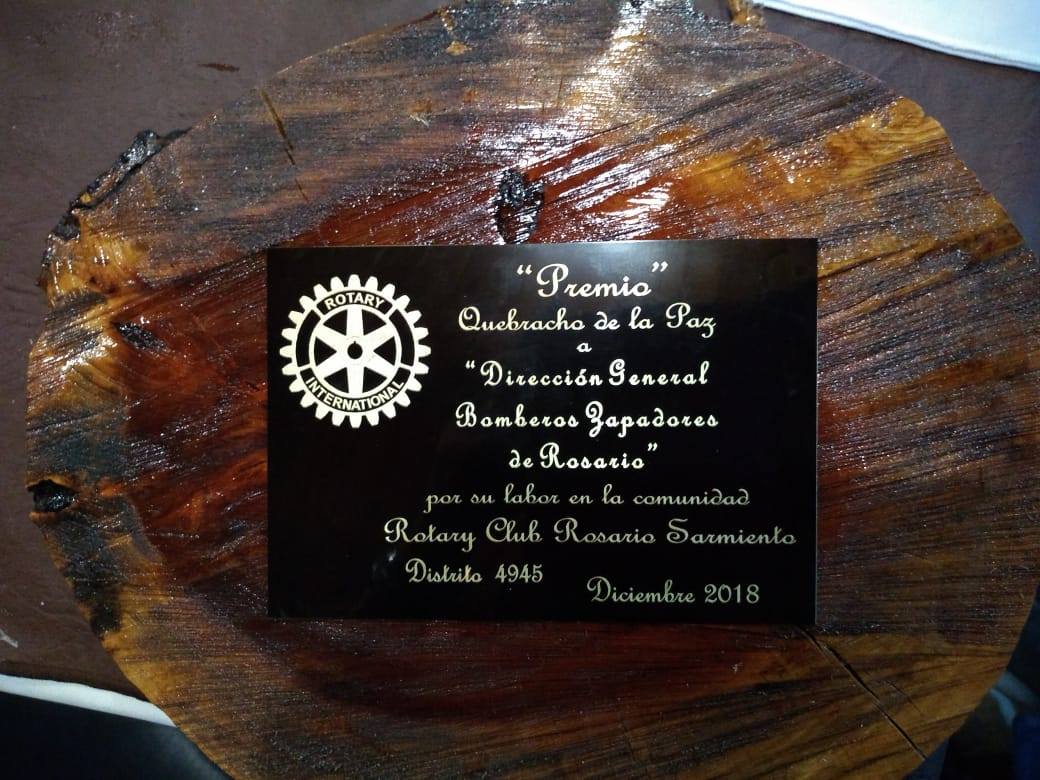 ROTARY
INTERNATIONAL
“Premio”
Quebracho de la Paz
a
“Dirección General
Bomberos Zapadores
de Rosario”
por su labor en la comunidad
Rotary Club Rosario Sarmiento
Distrito 4945
Diciembre 2018